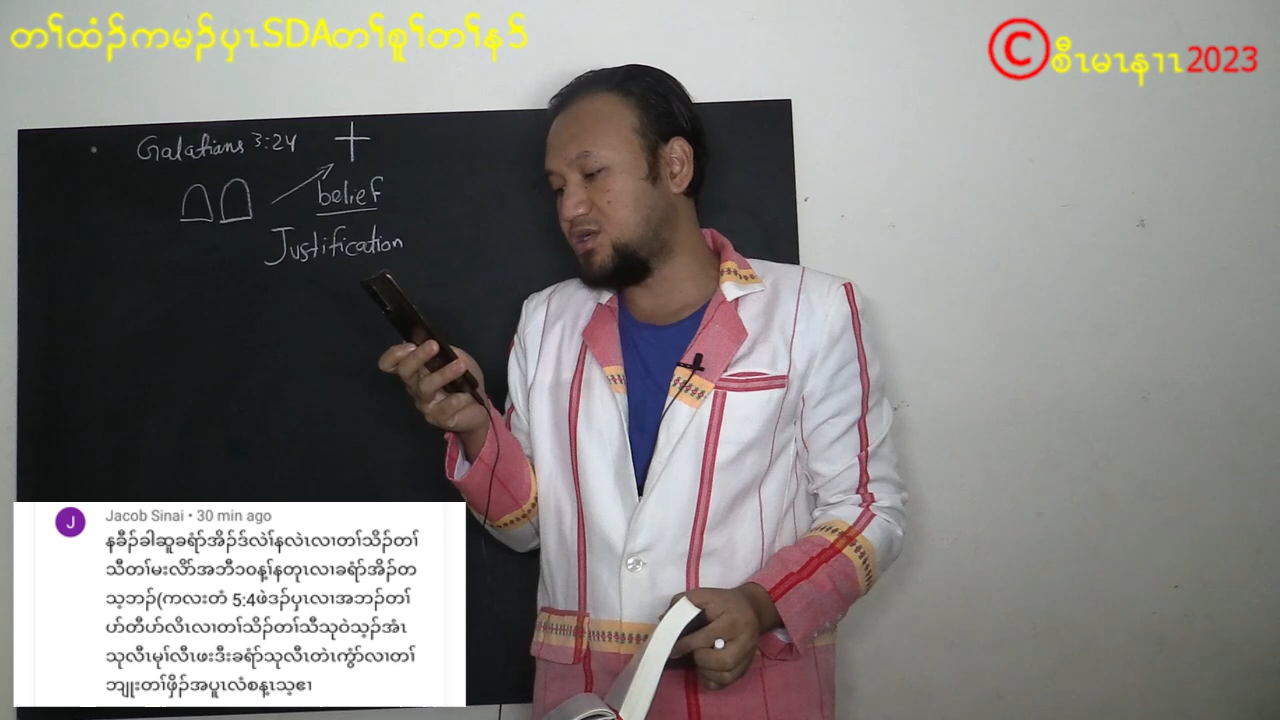 တၢ်ထံၣ်ကမၣ်ပှၤSDAတၢ်စူၢ်တၢ်နာ်
©စီၤမၤနၢၤ2023
Galatians 3:24
belief
Justification
J
Jacob Sinai • 30 min ago
နခီၣ်ခါဆူခရံာ်အိၣ်ဒ်လဲၢ်နလဲၤလၢတၢ်သိၣ်တၢ်
သီတၢ်မးလိာ်အဘီ၁ဝန့ၢ်နတုၤလၢခရံာ်အိၣ်တ
သ့ဘၣ်(ကလးတံ 5:4ဖဲဒၣ်ပှၤလၢအဘၣ်တၢ်
ဟ်တီဟ်လိၤလၢတၢ်သိၣ်တၢ်သီသုဝဲသ့ၣ်အံၤ
သုလီၤမုၢ်လီၤဖးဒီးခရံာ်သုလီၤတဲၤကွံာ်လၢတၢ်
ဘျုးတၢ်ဖှိၣ်အပူၤလံစန့ၤသ့ဧၢ